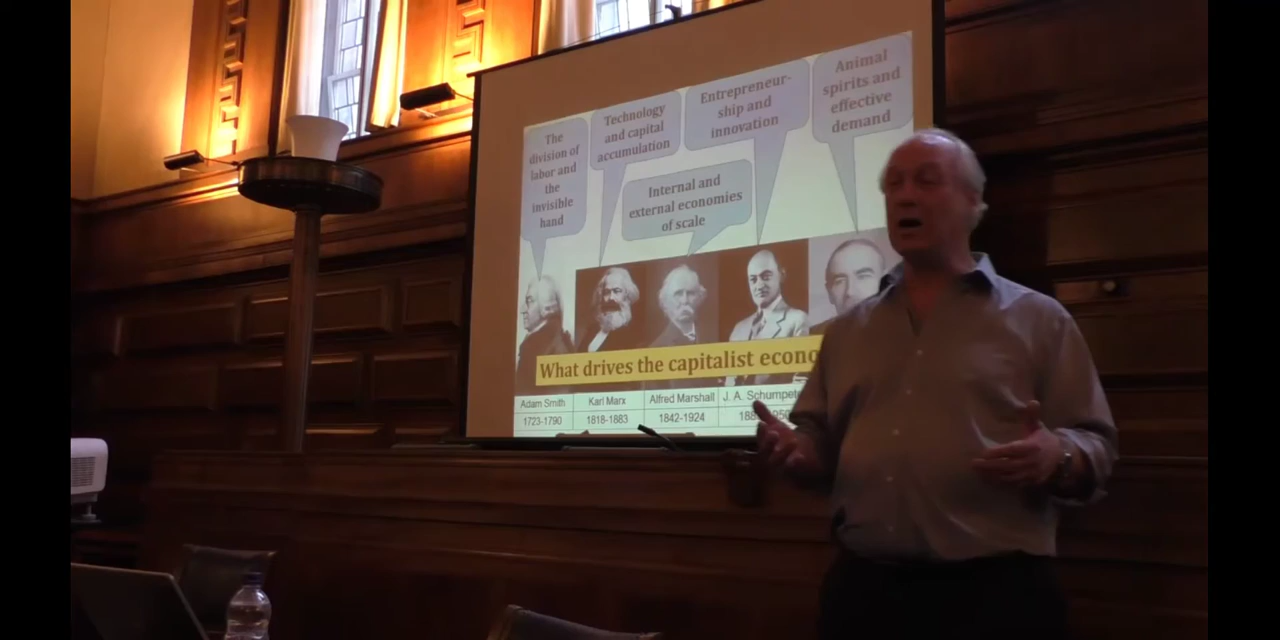 The
division of
labor and
the
invisible
hand
Technology
and capital
accumulation
Entrepreneur-
ship and
innovation
Animal
spirits and
effective
demand
Internal and
external economies
of scale
What drives the capitalist econo
Adam Smith
Karl Marx
Alfred Marshall
J. A. Schumpete
1723-1790
1818-1883
1842-1924